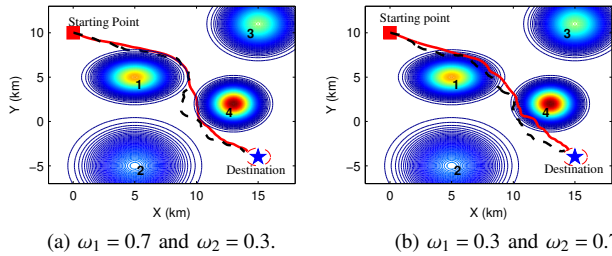 Starting Point
3
10
5
0
−5
Y (km)
1
4
2
Destination
0
5
10
15
X (km)
(a) ω₁ = 0.7 and ω₂ = 0.3.
Starting point
3
10
5
0
−5
Y (km)
1
4
2
Destination
0
5
10
15
X (km)
(b) ω₁ = 0.3 and ω₂ = 0.7